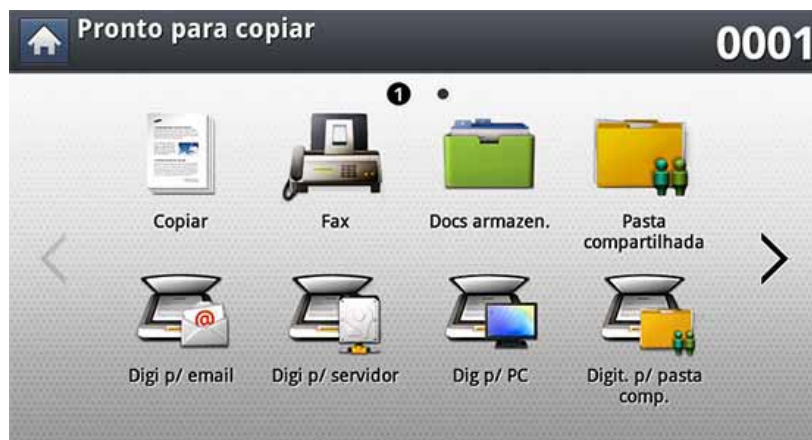 Pronto para copiar
0001
1
Copiar
Fax
Docs armazen.
Pasta
compartilhada
Digi p/ email
Digi p/ servidor
Dig p/ PC
Digit. p/ pasta
comp.